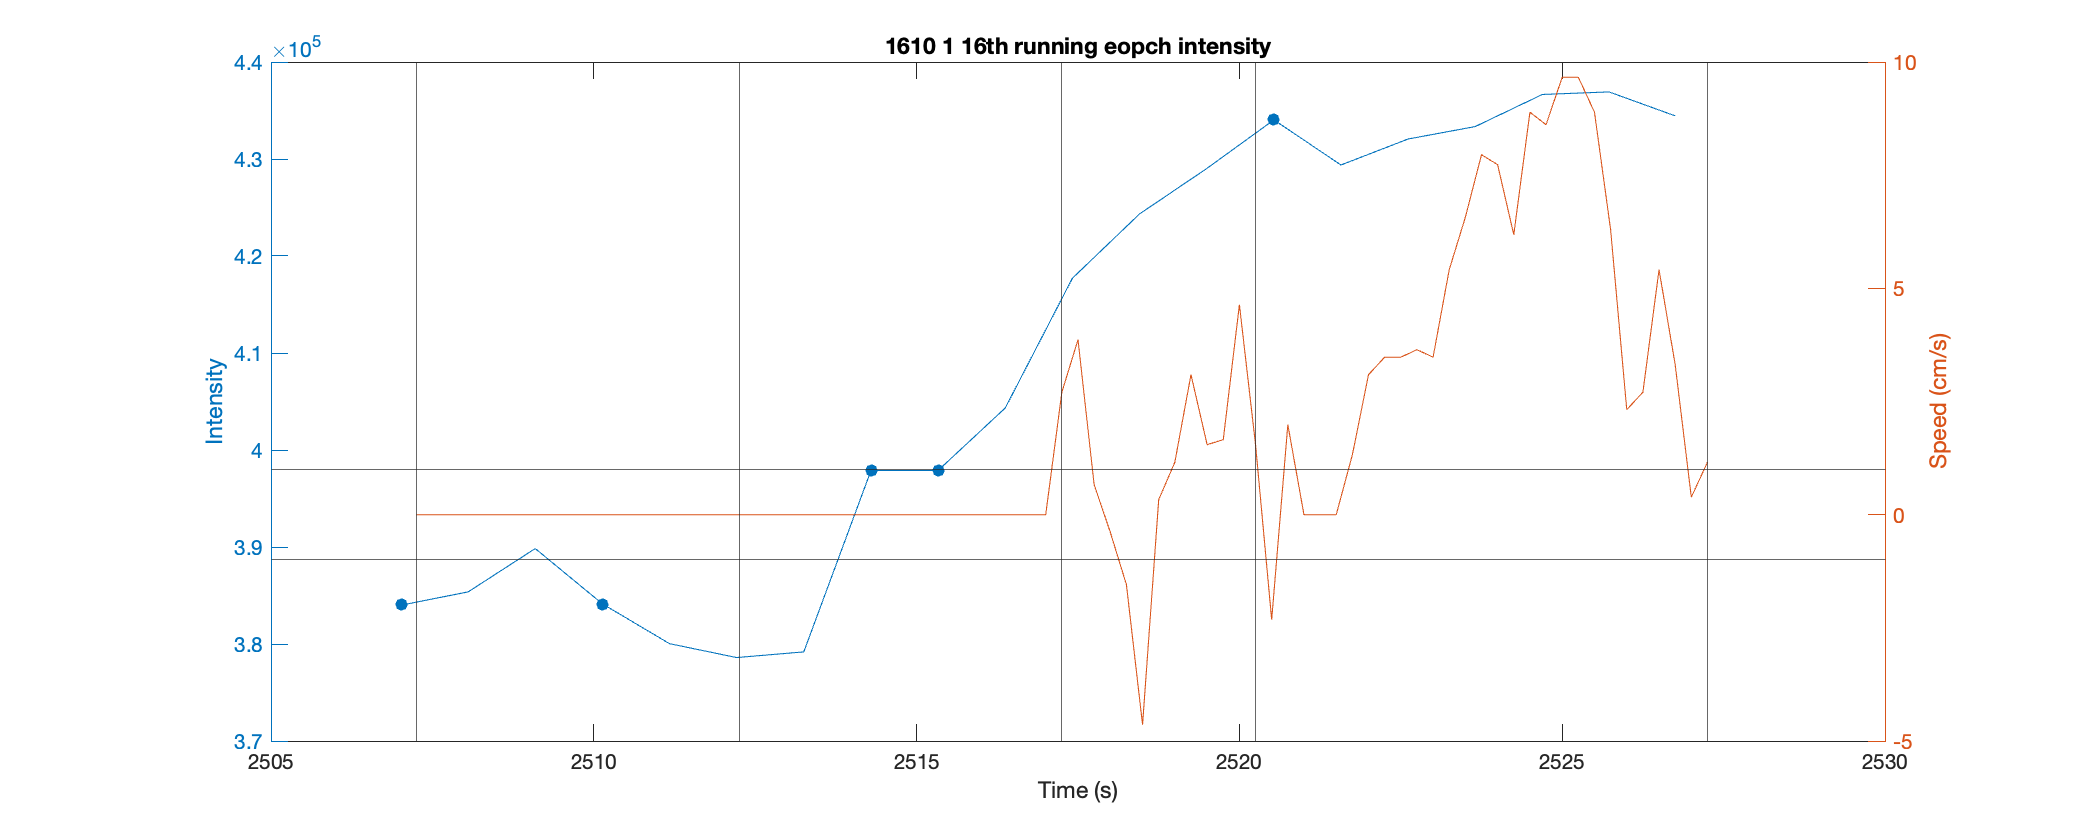 1610 1 16th running eopch intensity
×10^5
4.4
4.3
4.2
4.1
4
3.9
3.8
3.7
Intensity
10
5
0
-5
Speed (cm/s)
2505 2510 2515 2520 2525 2530
Time (s)